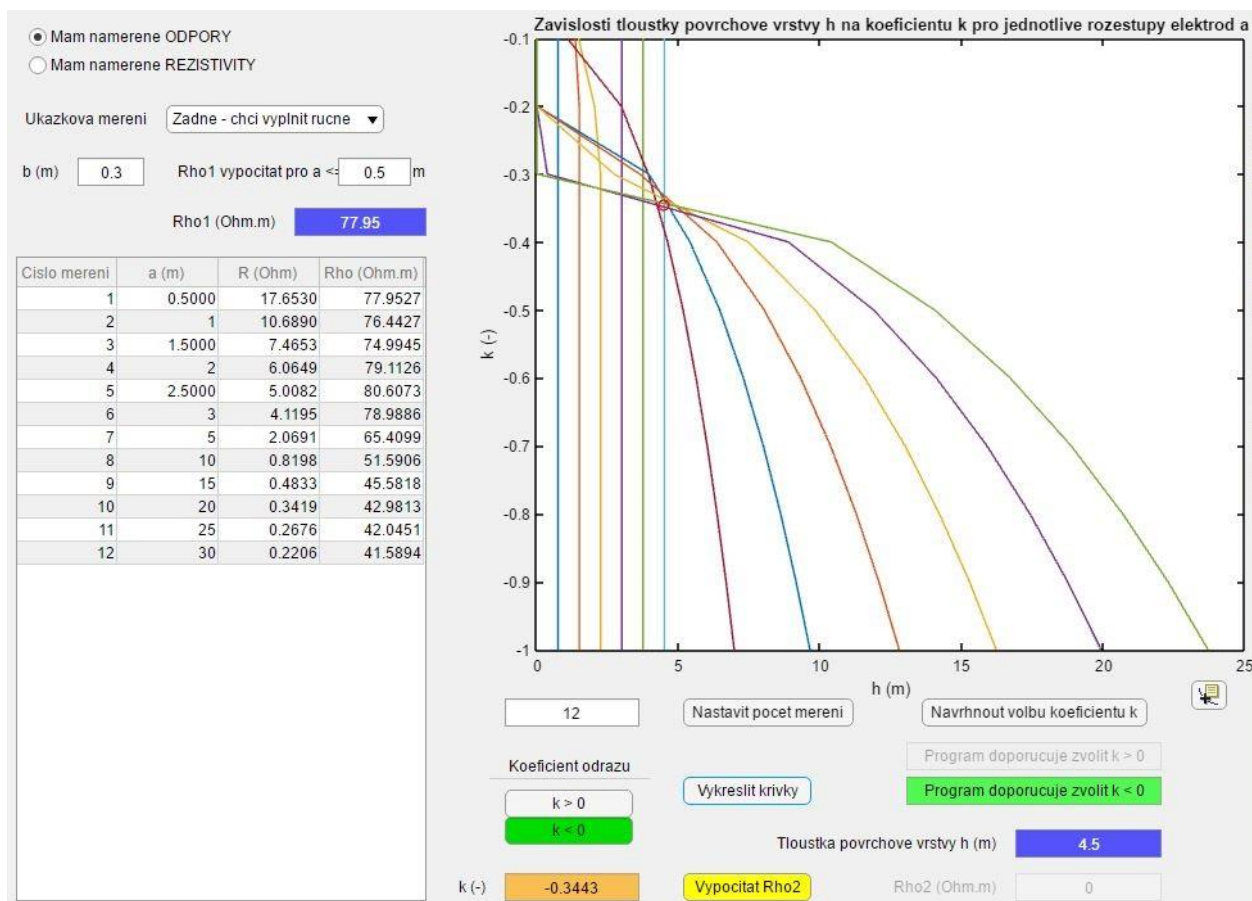 Mam namerene ODPORY
Mam namerene REZISTIVITY
Ukazkova mereni Zadne - chci vyplnit rucne
b (m) 0.3 Rho1 vypocitat pro a <= 0.5 m
Rho1 (Ohm.m) 77.95
Cislo mereni a (m) R (Ohm) Rho (Ohm.m)
1 0.5000 17.6530 77.9527
2 1 10.6890 76.4427
3 1.5000 7.4653 74.9945
4 2 6.0649 79.1126
5 2.5000 5.0082 80.6073
6 3 4.1195 78.9886
7 5 2.0691 65.4099
8 10 0.8198 51.5906
9 15 0.4833 45.5818
10 20 0.3419 42.9813
11 25 0.2676 42.0451
12 30 0.2206 41.5894
Zavislosti tloustky povrchove vrstvy h na koeficientu k pro jednotlive rozestupy elektrod a
-0.1
-0.2
-0.3
-0.4
-0.5
-0.6
-0.7
-0.8
-0.9
-1
k (-)
0 5 10 15 20 25
h (m)
12 Nastavit pocet mereni Navrhnout volbu koeficientu k
Program doporucuje zvolit k > 0
Koeficient odrazu
k > 0 Vykreslit krivky Program doporucuje zvolit k < 0
k < 0
Tloustka povrchove vrstvy h (m) 4.5
k (-) -0.3443 Vypocitat Rho2 Rho2 (Ohm.m) 0